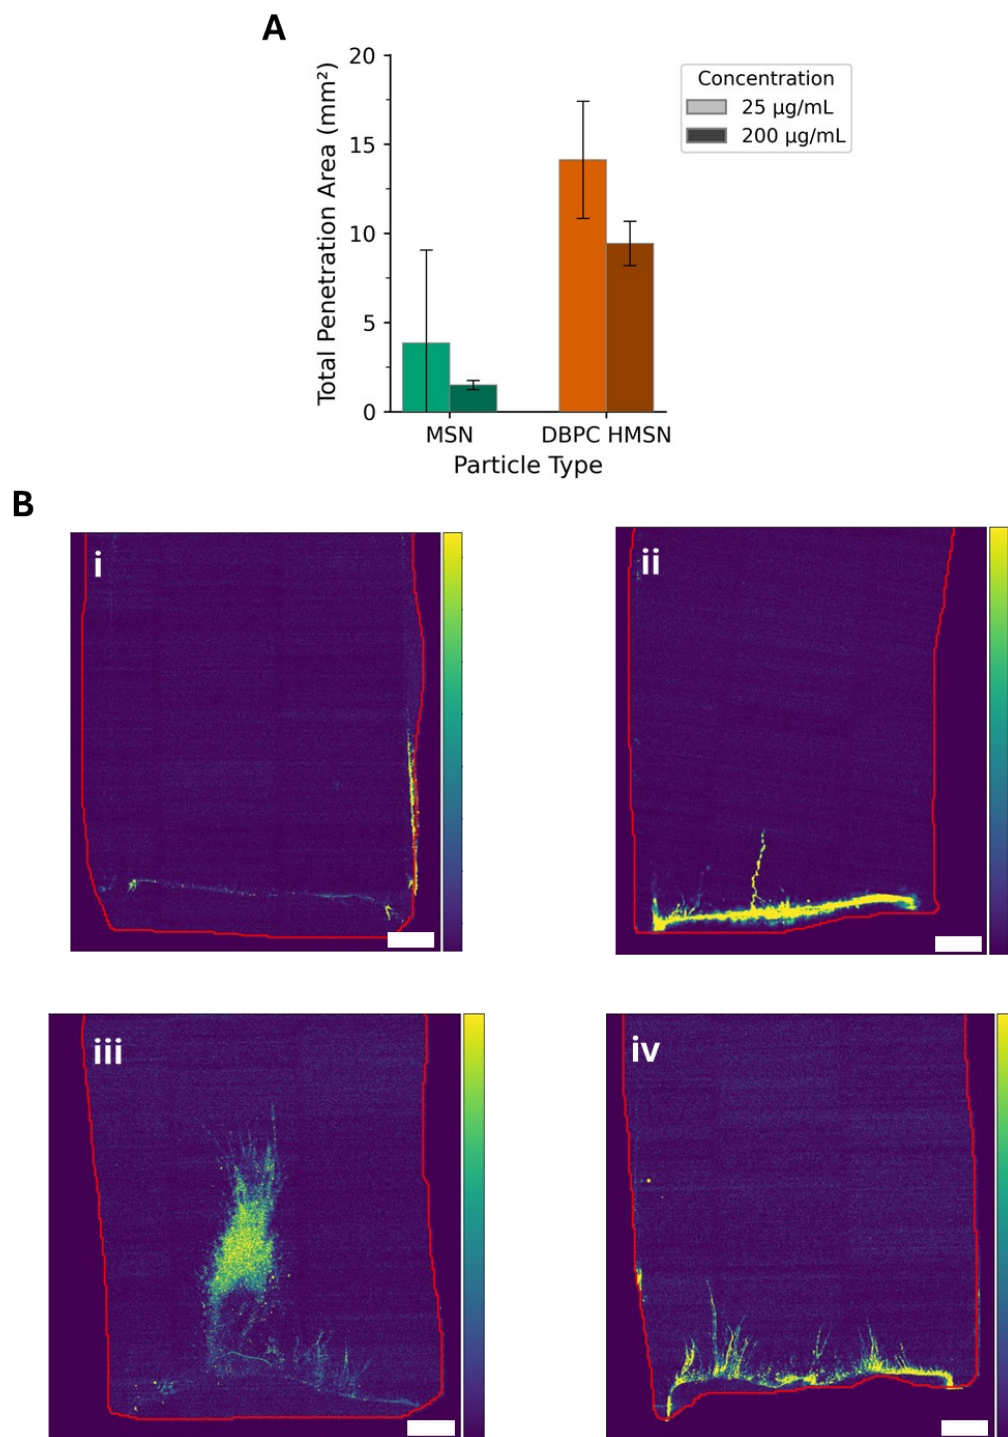 A
Total Penetration Area (mm²)
20
15
10
5
0
MSN
DBPC HMSN
Particle Type
Concentration
25 μg/mL
200 μg/mL
B
i
ii
iii
iv